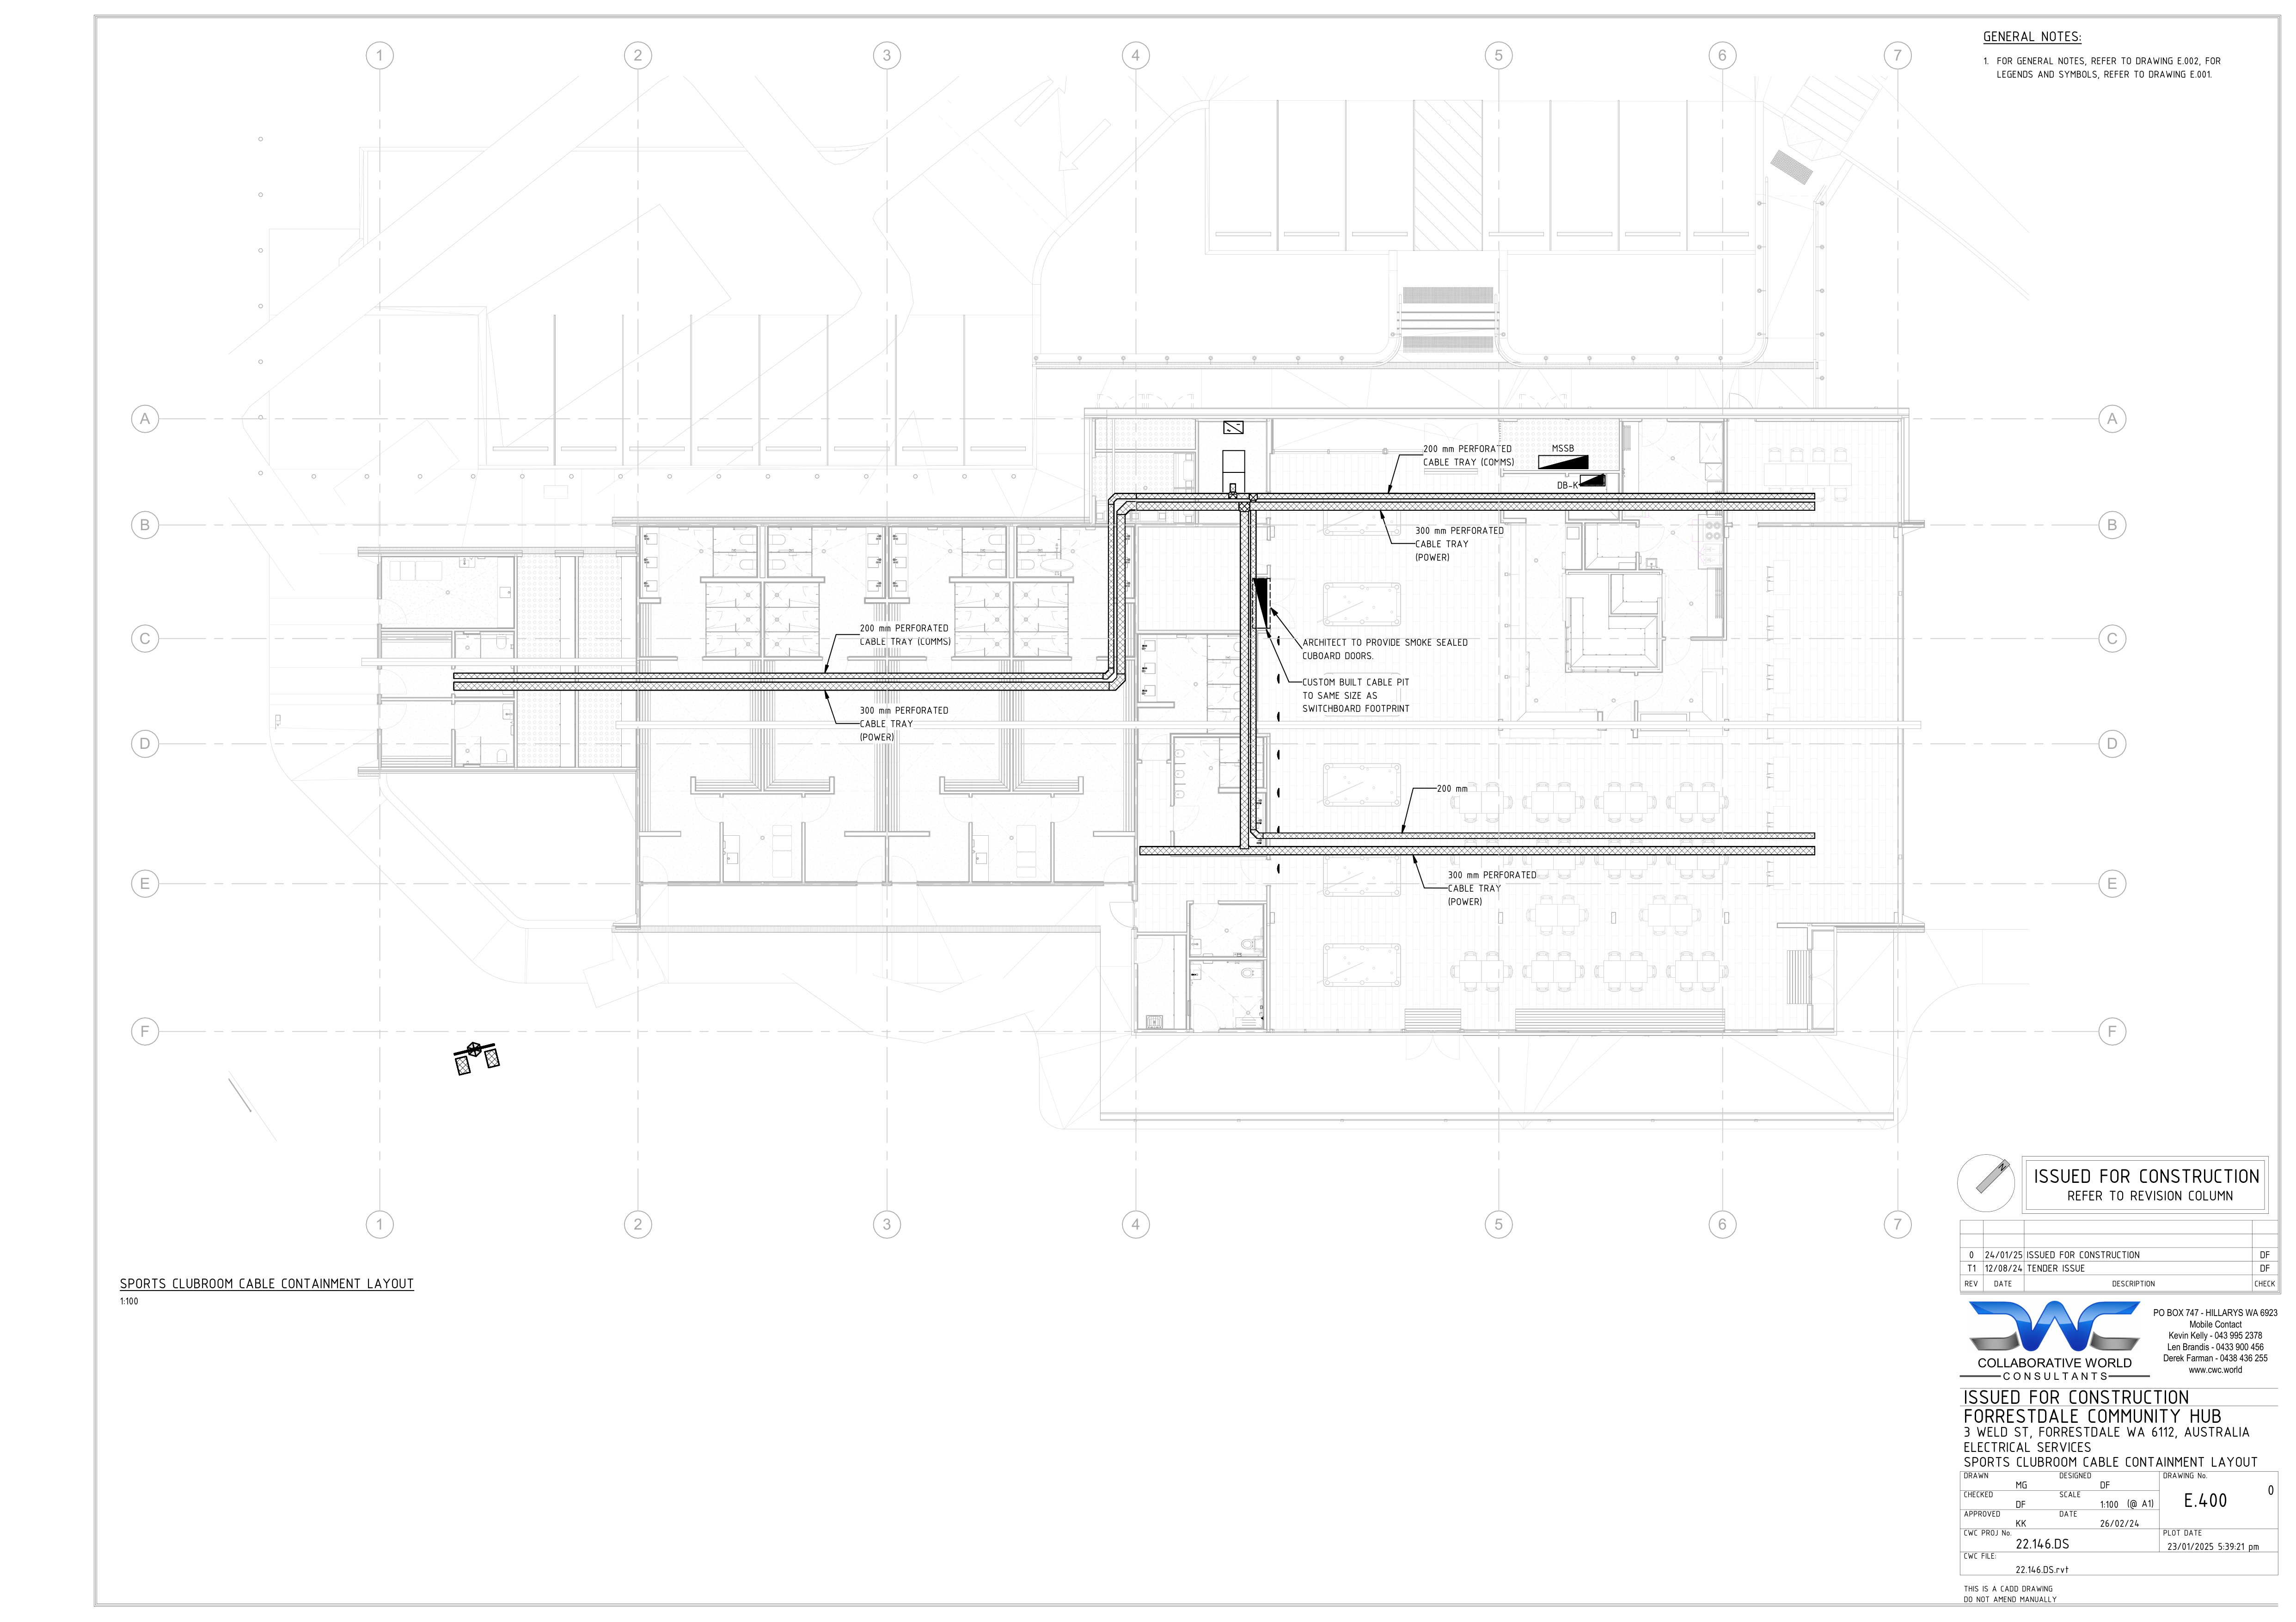 1 2 3 4 5 6 7
GENERAL NOTES:
1. FOR GENERAL NOTES, REFER TO DRAWING E.002, FOR
LEGENDS AND SYMBOLS, REFER TO DRAWING E.001.
A A
200 mm PERFORATED
CABLE TRAY (COMMS)
MSSB
DB-K
B B
300 mm PERFORATED
CABLE TRAY
(POWER)
200 mm PERFORATED
CABLE TRAY (COMMS)
C C
ARCHITECT TO PROVIDE SMOKE SEALED
CUBOARD DOORS.
CUSTOM BUILT CABLE PIT
TO SAME SIZE AS
SWITCHBOARD FOOTPRINT
300 mm PERFORATED
CABLE TRAY
(POWER)
D D
200 mm
300 mm PERFORATED
CABLE TRAY
(POWER)
E E
F F
1 2 3 4 5 6 7
SPORTS CLUBROOM CABLE CONTAINMENT LAYOUT
1:100
N
ISSUED FOR CONSTRUCTION
REFER TO REVISION COLUMN
0 24/01/25 ISSUED FOR CONSTRUCTION DF
T1 12/08/24 TENDER ISSUE DF
REV DATE DESCRIPTION CHECK
CWC
COLLABORATIVE WORLD
CONSULTANTS
PO BOX 747 - HILLARYS WA 6923
Mobile Contact
Kevin Kelly - 043 995 2378
Len Brandis - 0433 900 456
Derek Farman - 0438 436 255
www.cwc.world
ISSUED FOR CONSTRUCTION
FORRESTDALE COMMUNITY HUB
3 WELD ST, FORRESTDALE WA 6112, AUSTRALIA
ELECTRICAL SERVICES
SPORTS CLUBROOM CABLE CONTAINMENT LAYOUT
DRAWN MG DESIGNED DF DRAWING No.
CHECKED DF SCALE 1:100 (@ A1) E.400 0
APPROVED KK DATE 26/02/24
CWC PROJ No. 22.146.DS PLOT DATE 23/01/2025 5:39:21 pm
CWC FILE: 22.146.DS.rvt
THIS IS A CADD DRAWING
DO NOT AMEND MANUALLY